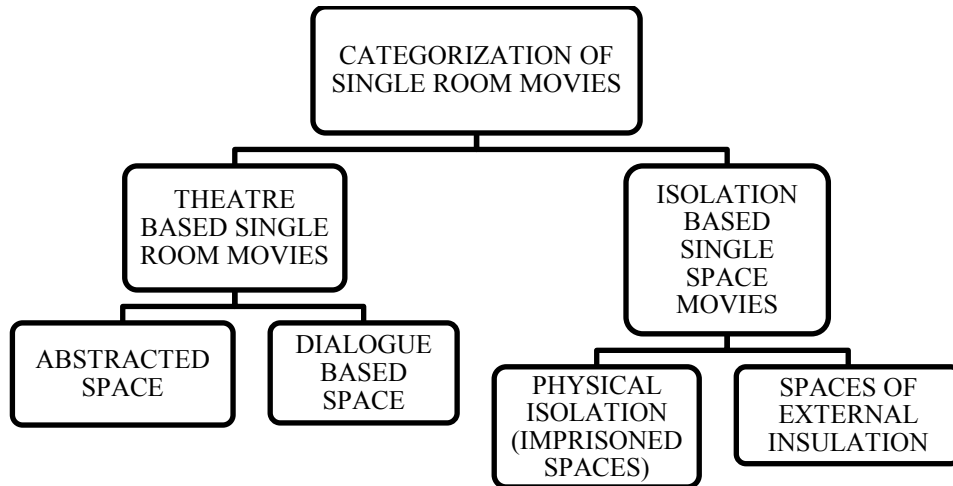 CATEGORIZATION OF
SINGLE ROOM MOVIES
THEATRE
BASED SINGLE
ROOM MOVIES
ISOLATION
BASED
SINGLE
SPACE
MOVIES
ABSTRACTED
SPACE
DIALOGUE
BASED
SPACE
PHYSICAL
ISOLATION
(IMPRISONED
SPACES)
SPACES OF
EXTERNAL
INSULATION